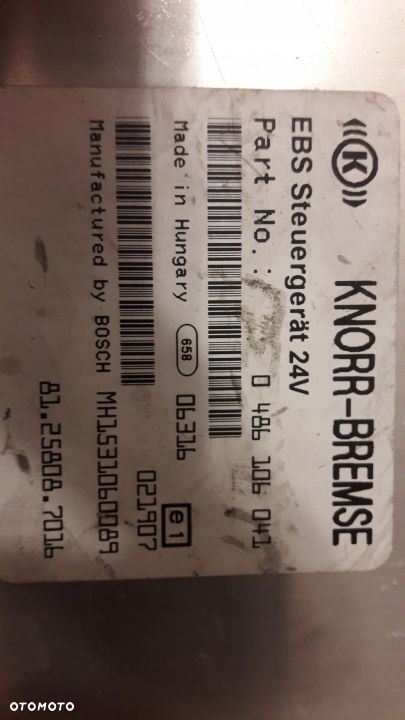 K
KNORR-BREMSE
EBS Steuergerät 24V
Part No.: 0 486 106 041
Made in Hungary 658 06316 e1
021907
Manufactured by BOSCH MH1531060089
81.25808.7016
OTOMOTO
OTOMOTO